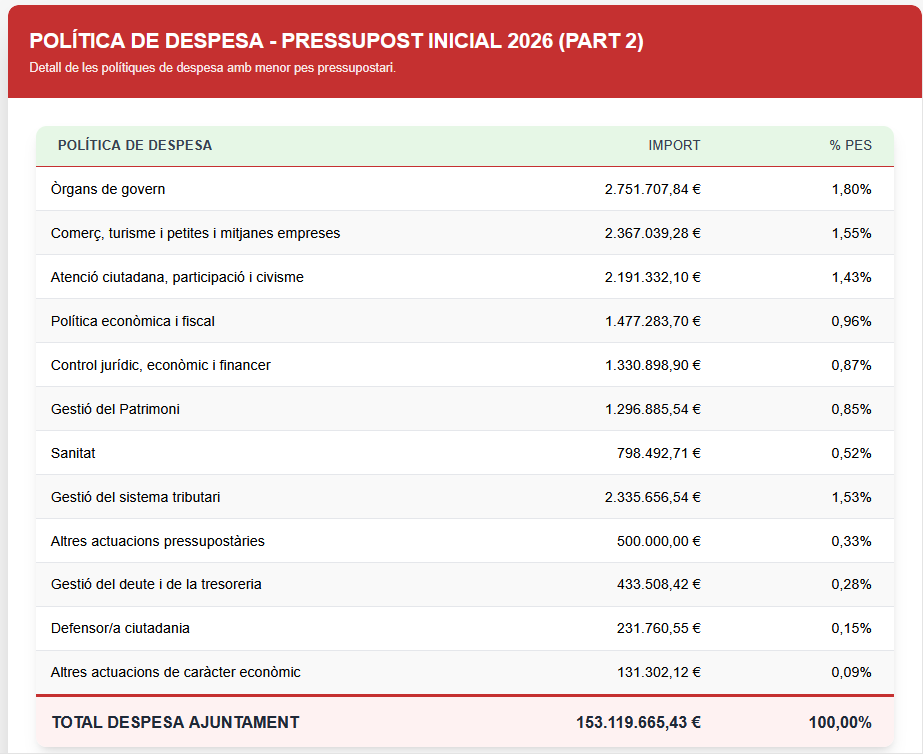 POLÍTICA DE DESPESA - PRESSUPOST INICIAL 2026 (PART 2)
Detall de les polítiques de despesa amb menor pes pressupostari.
POLÍTICA DE DESPESA IMPORT % PES
Òrgans de govern 2.751.707,84 € 1,80%
Comerç, turisme i petites i mitjanes empreses 2.367.039,28 € 1,55%
Atenció ciutadana, participació i civisme 2.191.332,10 € 1,43%
Política econòmica i fiscal 1.477.283,70 € 0,96%
Control jurídic, econòmic i financer 1.330.898,90 € 0,87%
Gestió del Patrimoni 1.296.885,54 € 0,85%
Sanitat 798.492,71 € 0,52%
Gestió del sistema tributari 2.335.656,54 € 1,53%
Altres actuacions pressupostàries 500.000,00 € 0,33%
Gestió del deute i de la tresoreria 433.508,42 € 0,28%
Defensor/a ciutadania 231.760,55 € 0,15%
Altres actuacions de caràcter econòmic 131.302,12 € 0,09%
TOTAL DESPESA AJUNTAMENT 153.119.665,43 € 100,00%